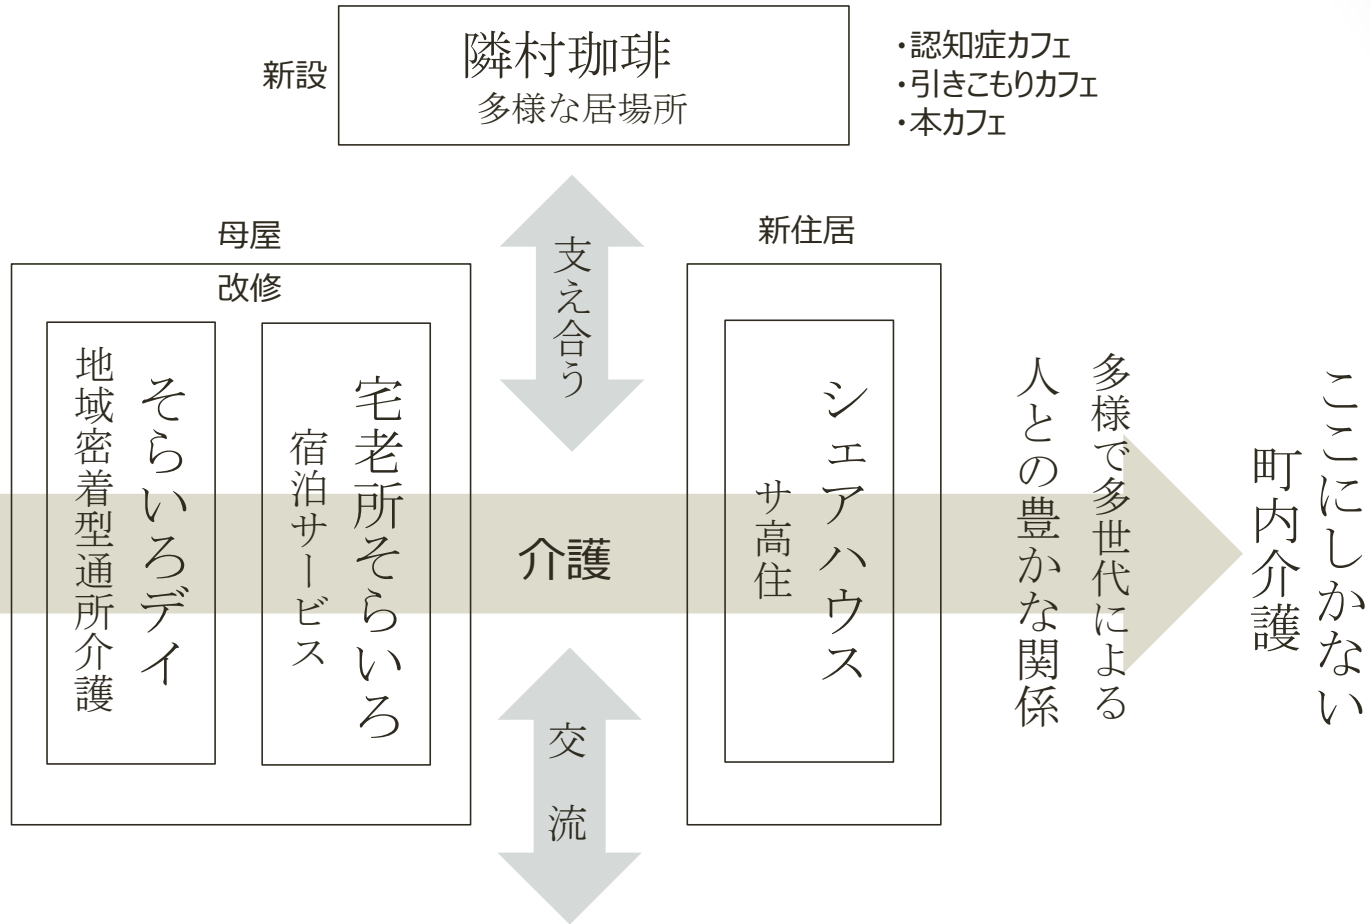 新設
隣村珈琲
多様な居場所
・認知症カフェ
・引きこもりカフェ
・本カフェ
母屋
改修
そらいろデイ
地域密着型通所介護
宅老所そらいろ
宿泊サービス
支え合う
介護
交流
新住居
シェアハウス
サ高住
多様で多世代による
人との豊かな関係
ここにしかない
町内介護